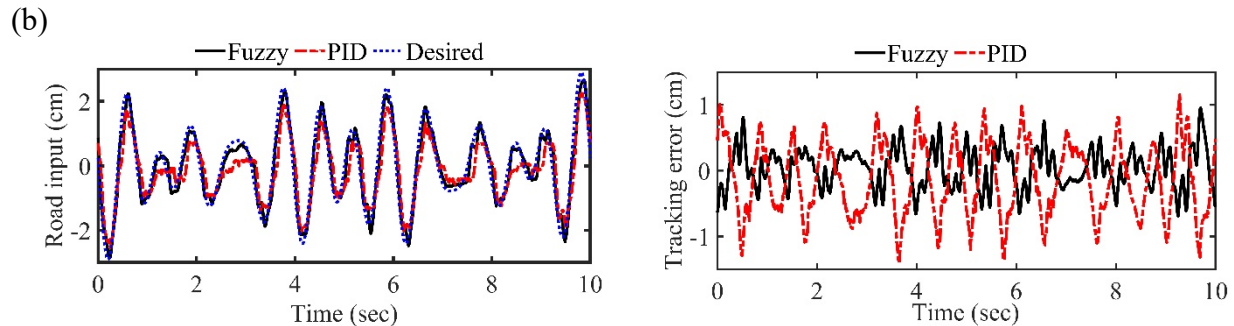 (b)
Fuzzy PID Desired
Road input (cm)
2
0
-2
0 2 4 6 8 10
Time (sec)
Fuzzy PID
Tracking error (cm)
1
0
-1
0 2 4 6 8 10
Time (sec)